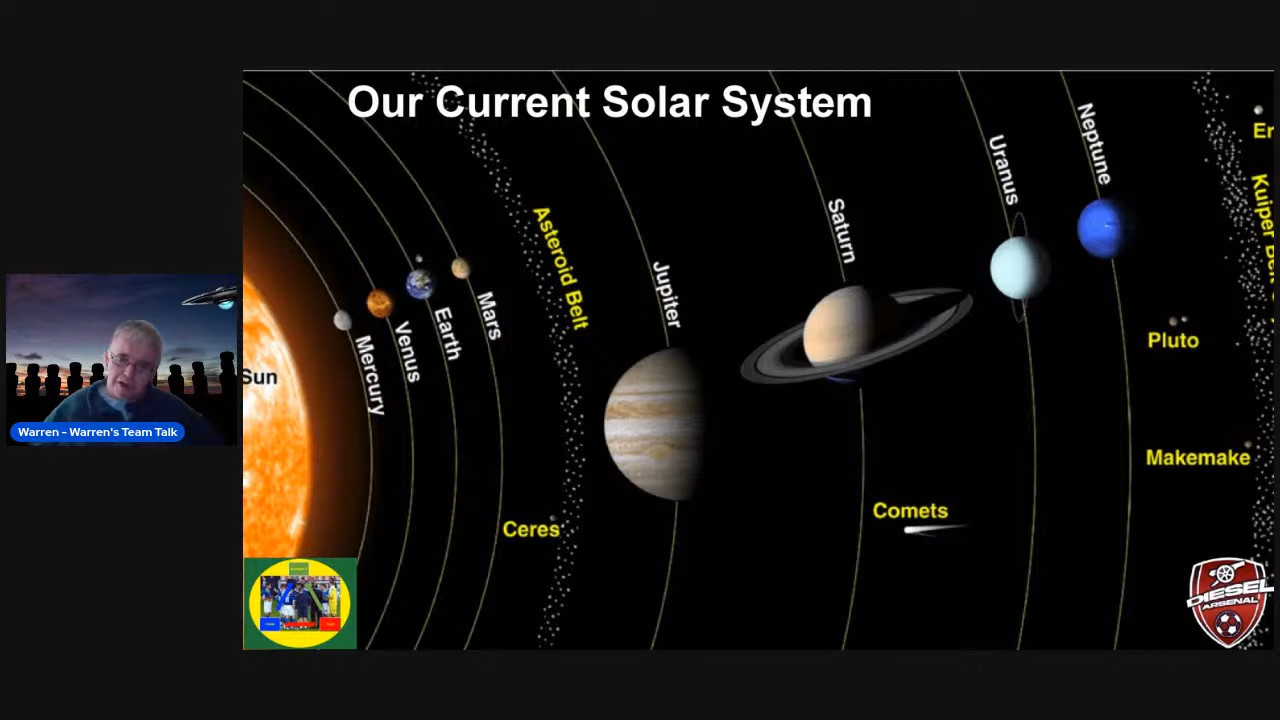 Our Current Solar System
Er
Neptune
Uranus
Kuiper Be
Saturn
Asteroid Belt
Jupiter
Mars
Earth
Venus
Mercury
Sun
Pluto
Makemake
Comets
Ceres
Warren – Warren's Team Talk
DIESEL
ARSENAL